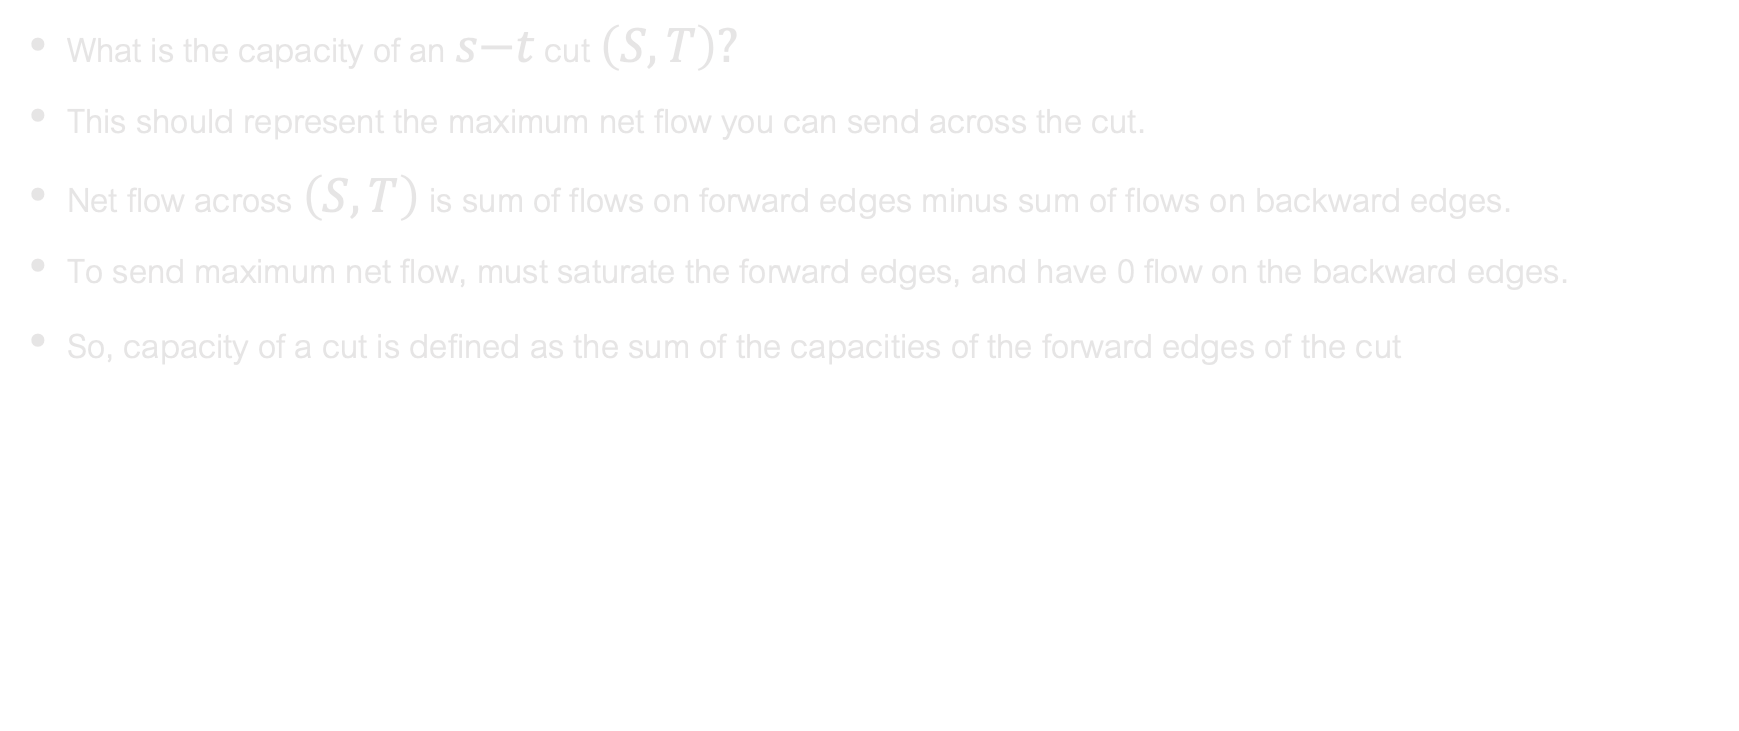 • What is the capacity of an s−t cut (S, T)?
• This should represent the maximum net flow you can send across the cut.
• Net flow across (S, T) is sum of flows on forward edges minus sum of flows on backward edges.
• To send maximum net flow, must saturate the forward edges, and have 0 flow on the backward edges.
• So, capacity of a cut is defined as the sum of the capacities of the forward edges of the cut